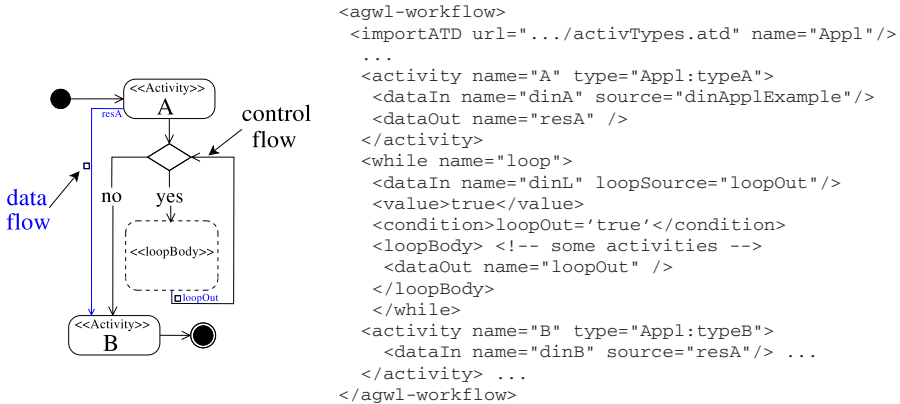 <<Activity>>
A
resA
control
flow
data
flow
no
yes
<<loopBody>>
loopOut
<<Activity>>
B
<agwl-workflow>
<importATD url=".../activTypes.atd" name="Appl"/>
...
<activity name="A" type="Appl:typeA">
<dataIn name="dinA" source="dinApplExample"/>
<dataOut name="resA" />
</activity>
<while name="loop">
<dataIn name="dinL" loopSource="loopOut"/>
<value>true</value>
<condition>loopOut=’true’</condition>
<loopBody> <!-- some activities -->
<dataOut name="loopOut" />
</loopBody>
</while>
<activity name="B" type="Appl:typeB">
<dataIn name="dinB" source="resA"/> ...
</activity> ...
</agwl-workflow>